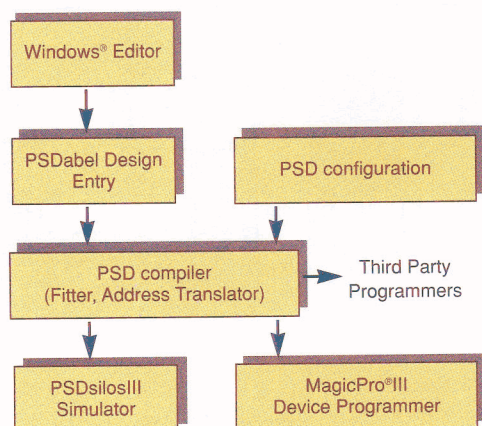 Windows® Editor
PSDabel Design
Entry
PSD configuration
PSD compiler
(Fitter, Address Translator)
Third Party
Programmers
PSDsilosIII
Simulator
MagicPro®III
Device Programmer